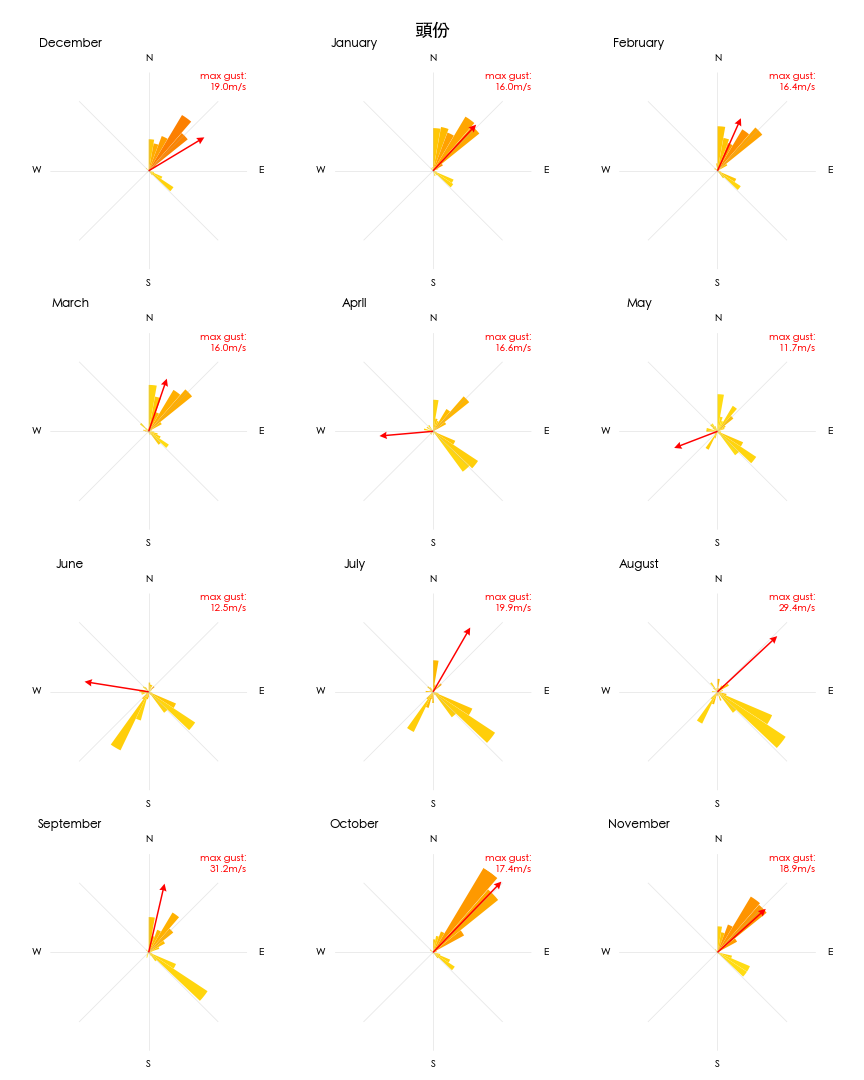 頭份
December
N
max gust:
19.0m/s
W
E
S
January
N
max gust:
16.0m/s
W
E
S
February
N
max gust:
16.4m/s
W
E
S
March
N
max gust:
16.0m/s
W
E
S
April
N
max gust:
16.6m/s
W
E
S
May
N
max gust:
11.7m/s
W
E
S
June
N
max gust:
12.5m/s
W
E
S
July
N
max gust:
19.9m/s
W
E
S
August
N
max gust:
29.4m/s
W
E
S
September
N
max gust:
31.2m/s
W
E
S
October
N
max gust:
17.4m/s
W
E
S
November
N
max gust:
18.9m/s
W
E
S